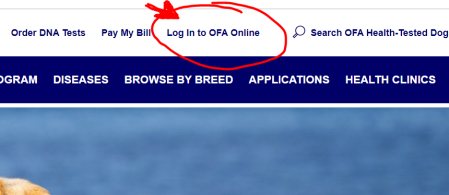 Order DNA Tests Pay My Bill Log In to OFA Online Search OFA Health-Tested Dog
OGRAM DISEASES BROWSE BY BREED APPLICATIONS HEALTH CLINICS